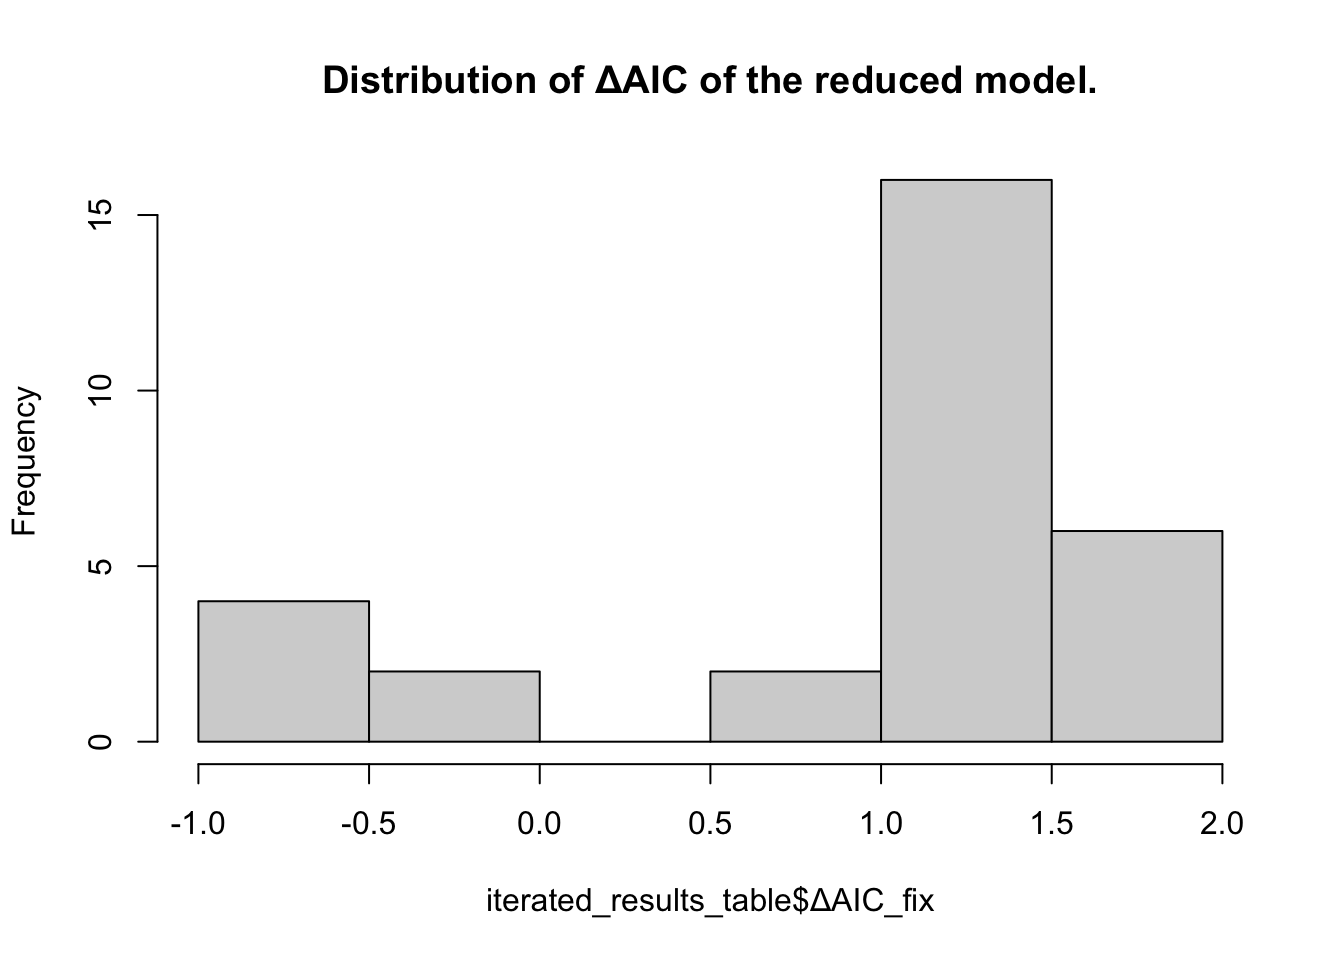 Distribution of ΔAIC of the reduced model.
Frequency
15
10
5
0
-1.0 -0.5 0.0 0.5 1.0 1.5 2.0
iterated_results_table$ΔAIC_fix